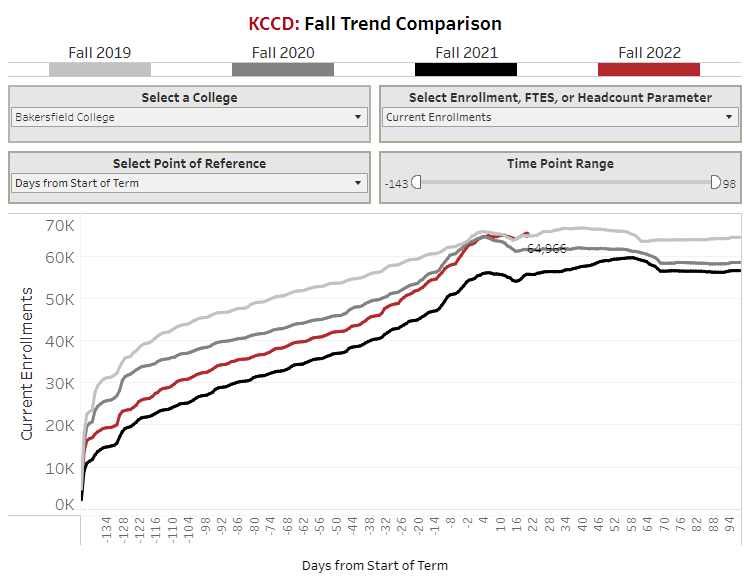 KCCD: Fall Trend Comparison
Fall 2019 Fall 2020 Fall 2021 Fall 2022
Select a College
Bakersfield College
Select Enrollment, FTES, or Headcount Parameter
Current Enrollments
Select Point of Reference
Days from Start of Term
Time Point Range
-143 98
Current Enrollments
70K
60K
50K
40K
30K
20K
10K
0K
64,966
-134 -128 -122 -116 -110 -104 -98 -92 -86 -80 -74 -68 -62 -56 -50 -44 -38 -32 -26 -20 -14 -8 -2 4 10 16 22 28 34 40 46 52 58 64 70 76 82 88 94
Days from Start of Term